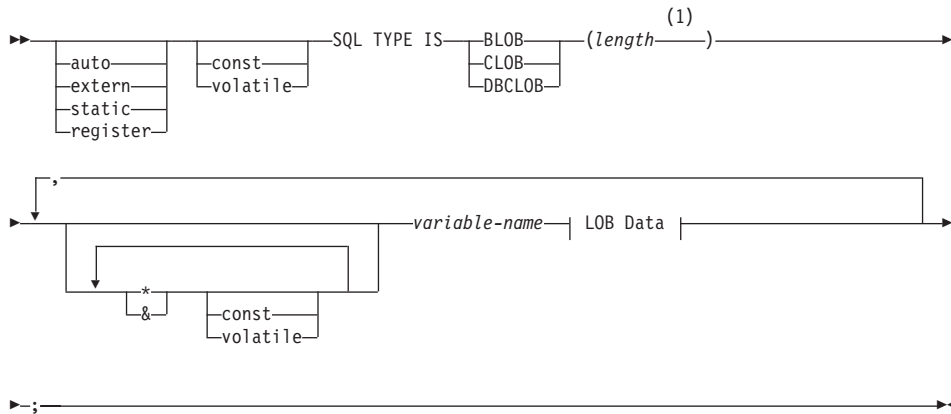 (1)
SQL TYPE IS BLOB (length )
auto const CLOB
extern volatile DBCLOB
static
register
,
variable-name LOB Data
*
& const
volatile
;